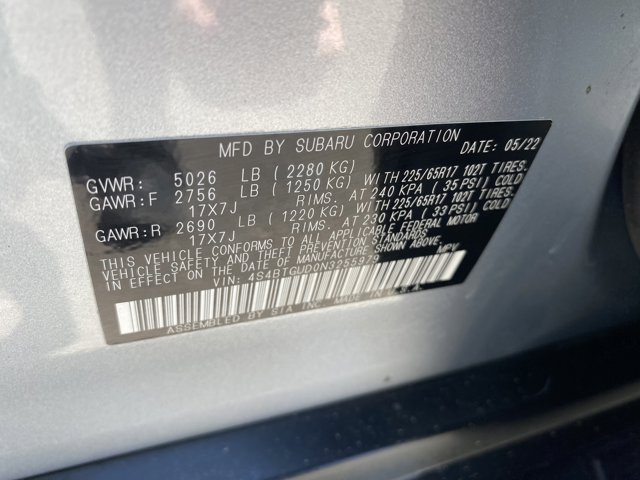 MFD BY SUBARU CORPORATION DATE: 05/22
GVWR: 5026 LB ( 2280 KG)
GAWR:F 2756 LB ( 1250 KG) WITH 225/65R17 102T TIRES.
17X7J RIMS. AT 240 KPA ( 35 PSI) COLD
GAWR:R 2690 LB ( 1220 KG) WITH 225/65R17 102T TIRES.
17X7J RIMS. AT 230 KPA ( 33 PSI) COLD
THIS VEHICLE CONFORMS TO ALL APPLICABLE FEDERAL MOTOR
VEHICLE SAFETY AND THEFT PREVENTION STANDARDS
IN EFFECT ON THE DATE OF MANUFACTURE SHOWN ABOVE.
VIN: 4S4BTGUD0N9255979 MPV
ASSEMBLED BY SIA INC. MADE IN U.S.A.